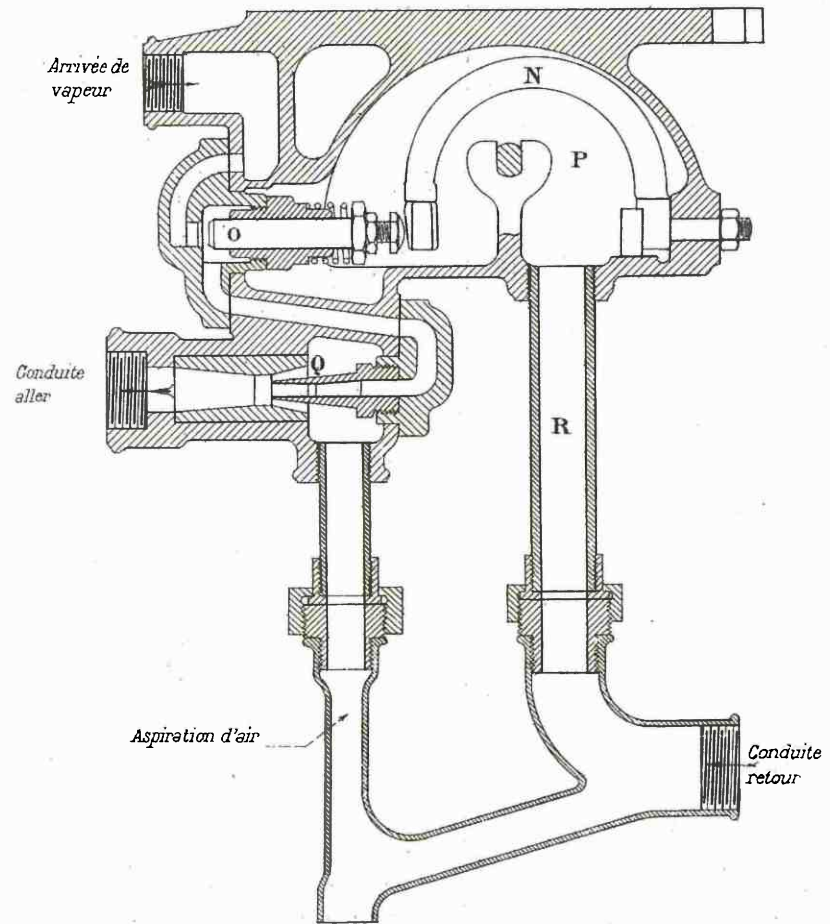 Arrivée de
vapeur
N
P
O
Conduite
aller
Q
R
Aspiration d'air
Conduite
retour